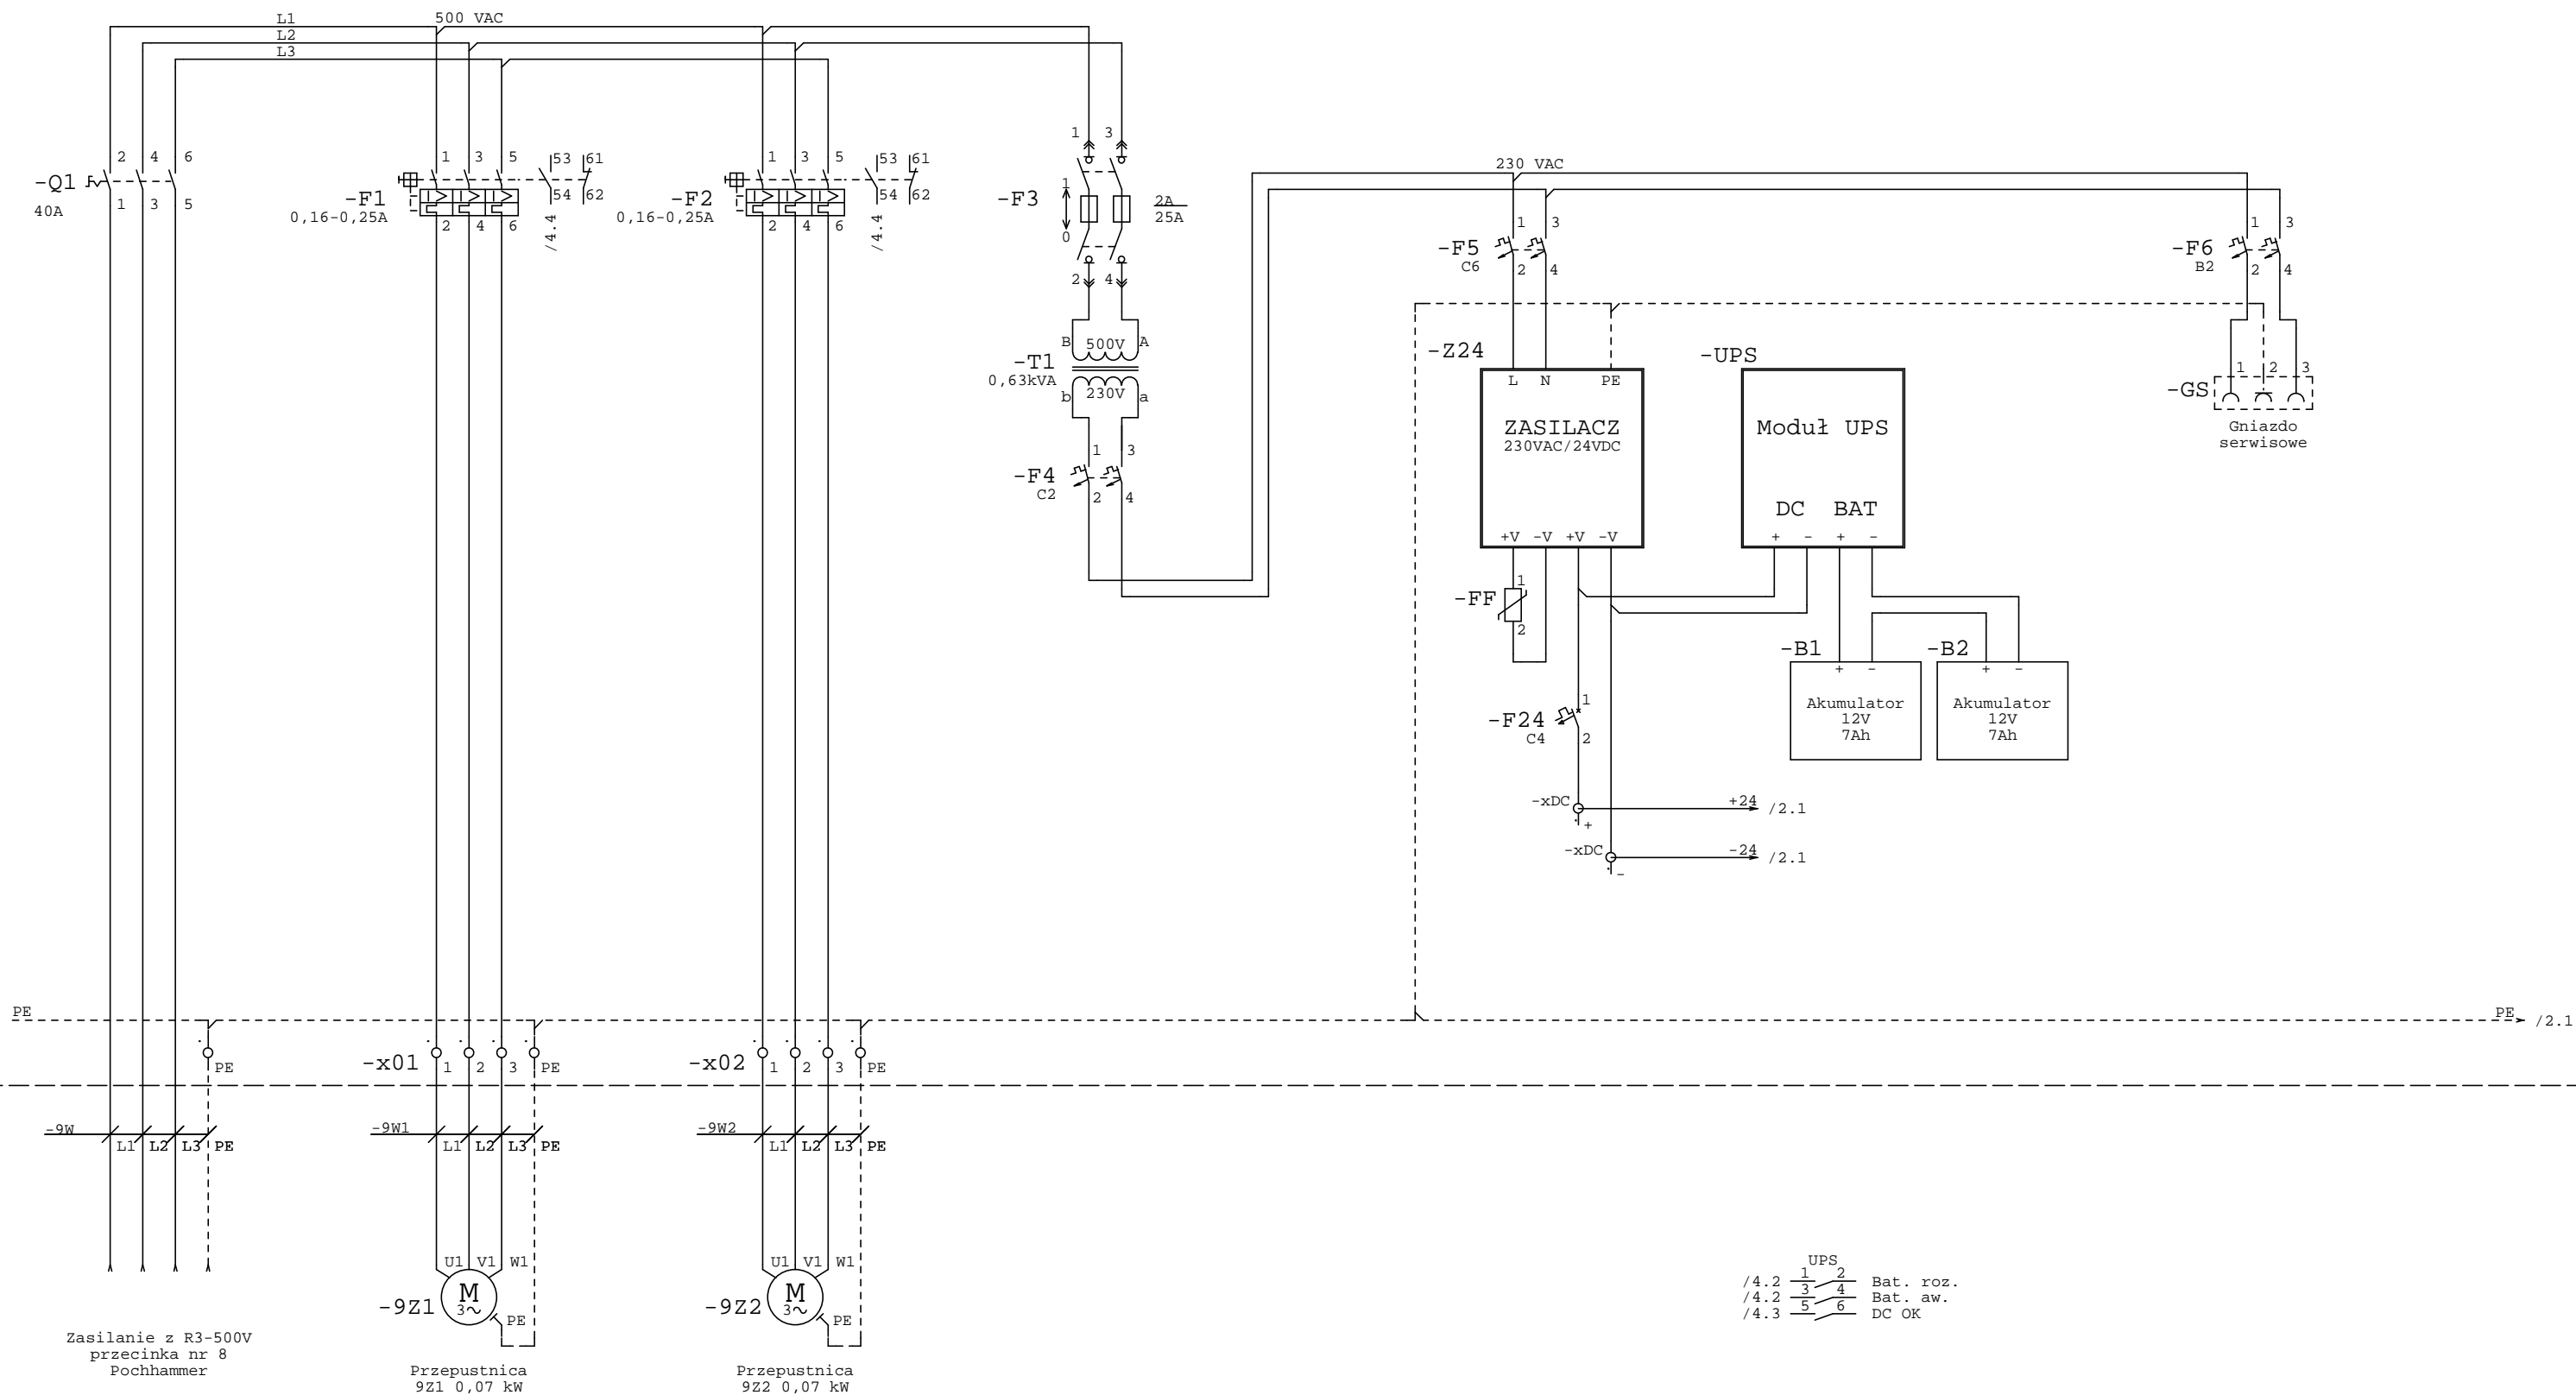 L1
500 VAC
L2
L3
2 4 6
-Q1
40A
1 3 5
1 3 5
53 61
-F1
0,16-0,25A
54 62
2 4 6
/4.4
1 3 5
53 61
-F2
0,16-0,25A
54 62
2 4 6
/4.4
1 3
-F3
1
0
2A
25A
2 4
B 500V A
-T1
0,63kVA
b 230V a
1 3
-F4
C2
2 4
230 VAC
1 3
-F5
C6
2 4
1 3
-F6
B2
2 4
-Z24
L N PE
ZASILACZ
230VAC/24VDC
+V -V +V -V
-UPS
Moduł UPS
DC BAT
+ - + -
1 2 3
-GS
Gniazdo
serwisowe
1
-FF
2
-B1
+ -
Akumulator
12V
7Ah
-B2
+ -
Akumulator
12V
7Ah
1
-F24
C4
2
-xDC
+24
/2.1
+
-xDC
-24
/2.1
-
PE
PE
/2.1
PE
-x01
1 2 3 PE
-x02
1 2 3 PE
-9W
L1 L2 L3 PE
-9W1
L1 L2 L3 PE
-9W2
L1 L2 L3 PE
U1 V1 W1
M
3~
-9Z1
PE
U1 V1 W1
M
3~
-9Z2
PE
Zasilanie z R3-500V
przecinka nr 8
Pochhammer
Przepustnica
9Z1 0,07 kW
Przepustnica
9Z2 0,07 kW
UPS
/4.2 1 2 Bat. roz.
/4.2 3 4 Bat. aw.
/4.3 5 6 DC OK